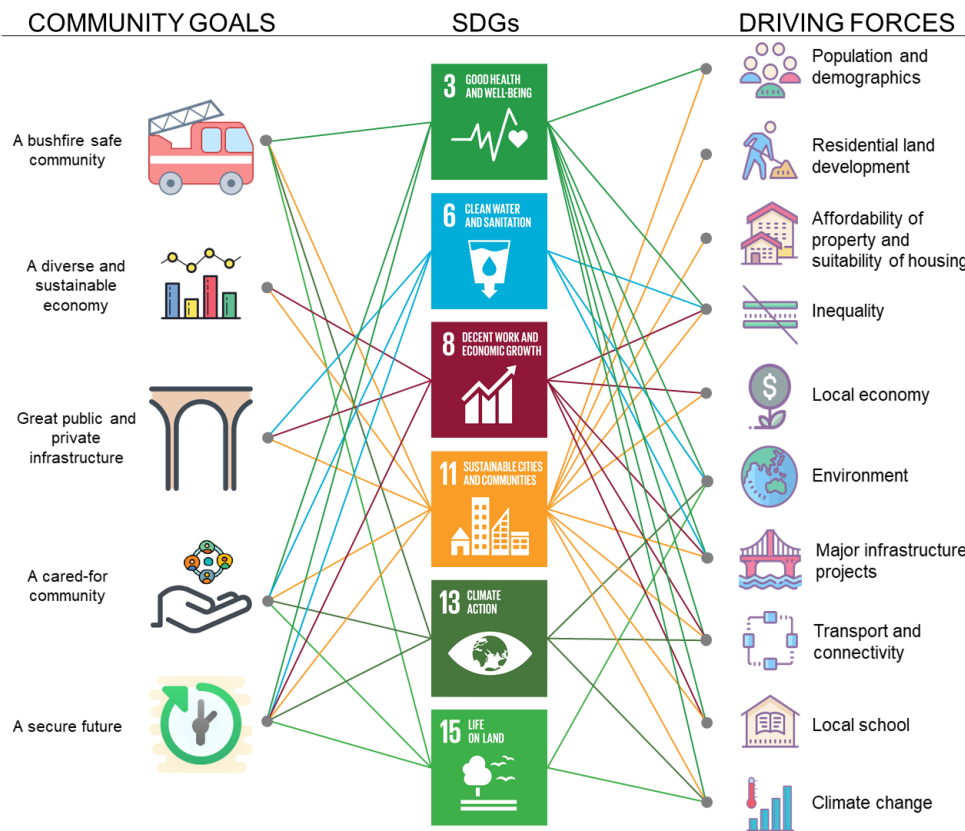 COMMUNITY GOALS
SDGs
DRIVING FORCES
A bushfire safe
community
A diverse and
sustainable
economy
Great public and
private
infrastructure
A cared-for
community
A secure future
3 GOOD HEALTH
AND WELL-BEING
6 CLEAN WATER
AND SANITATION
8 DECENT WORK AND
ECONOMIC GROWTH
11 SUSTAINABLE CITIES
AND COMMUNITIES
13 CLIMATE
ACTION
15 LIFE
ON LAND
Population and
demographics
Residential land
development
Affordability of
property and
suitability of housing
Inequality
$
Local economy
Environment
Major infrastructure
projects
Transport and
connectivity
Local school
Climate change